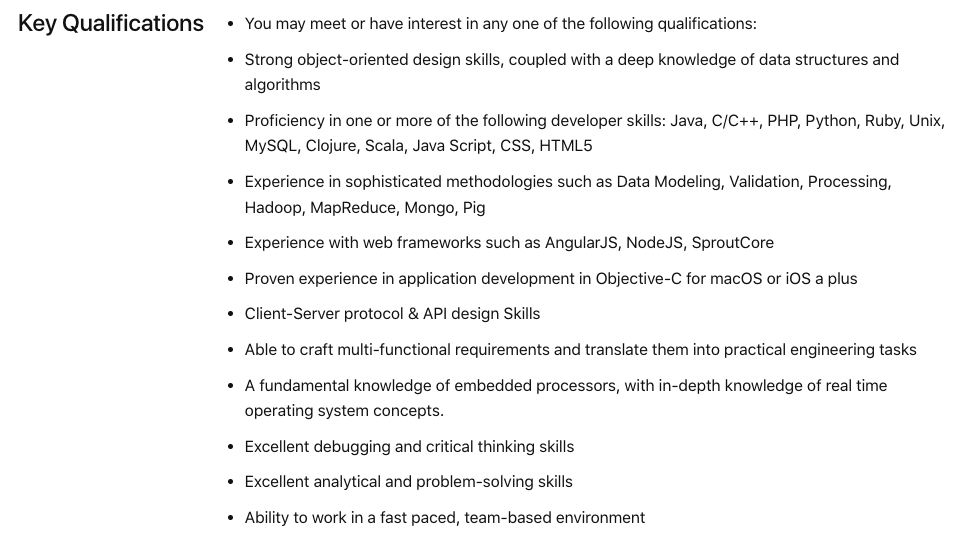 Key Qualifications
• You may meet or have interest in any one of the following qualifications:
• Strong object-oriented design skills, coupled with a deep knowledge of data structures and
algorithms
• Proficiency in one or more of the following developer skills: Java, C/C++, PHP, Python, Ruby, Unix,
MySQL, Clojure, Scala, Java Script, CSS, HTML5
• Experience in sophisticated methodologies such as Data Modeling, Validation, Processing,
Hadoop, MapReduce, Mongo, Pig
• Experience with web frameworks such as AngularJS, NodeJS, SproutCore
• Proven experience in application development in Objective-C for macOS or iOS a plus
• Client-Server protocol & API design Skills
• Able to craft multi-functional requirements and translate them into practical engineering tasks
• A fundamental knowledge of embedded processors, with in-depth knowledge of real time
operating system concepts.
• Excellent debugging and critical thinking skills
• Excellent analytical and problem-solving skills
• Ability to work in a fast paced, team-based environment